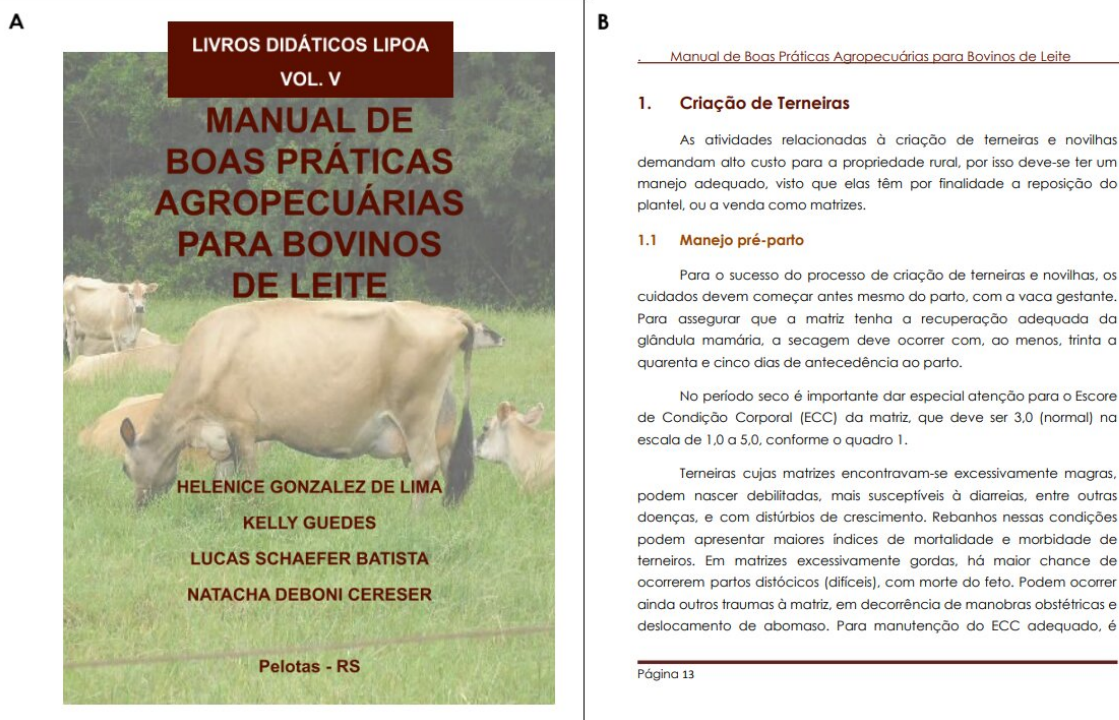 A
LIVROS DIDÁTICOS LIPOA
VOL. V
MANUAL DE
BOAS PRÁTICAS
AGROPECUÁRIAS
PARA BOVINOS
DE LEITE
HELENICE GONZALEZ DE LIMA
KELLY GUEDES
LUCAS SCHAEFER BATISTA
NATACHA DEBONI CERESER
Pelotas - RS
B
. Manual de Boas Práticas Agropecuárias para Bovinos de Leite
1. Criação de Terneiras
As atividades relacionadas à criação de terneiras e novilhas
demandam alto custo para a propriedade rural, por isso deve-se ter um
manejo adequado, visto que elas têm por finalidade a reposição do
plantel, ou a venda como matrizes.
1.1 Manejo pré-parto
Para o sucesso do processo de criação de terneiras e novilhas, os
cuidados devem começar antes mesmo do parto, com a vaca gestante.
Para assegurar que a matriz tenha a recuperação adequada da
glândula mamária, a secagem deve ocorrer com, ao menos, trinta a
quarenta e cinco dias de antecedência ao parto.
No período seco é importante dar especial atenção para o Escore
de Condição Corporal (ECC) da matriz, que deve ser 3,0 (normal) na
escala de 1,0 a 5,0, conforme o quadro 1.
Terneiras cujas matrizes encontravam-se excessivamente magras,
podem nascer debilitadas, mais susceptíveis à diarreias, entre outras
doenças, e com distúrbios de crescimento. Rebanhos nessas condições
podem apresentar maiores índices de mortalidade e morbidade de
terneiros. Em matrizes excessivamente gordas, há maior chance de
ocorrerem partos distócicos (difíceis), com morte do feto. Podem ocorrer
ainda outros traumas à matriz, em decorrência de manobras obstétricas e
deslocamento de abomaso. Para manutenção do ECC adequado, é
Página 13